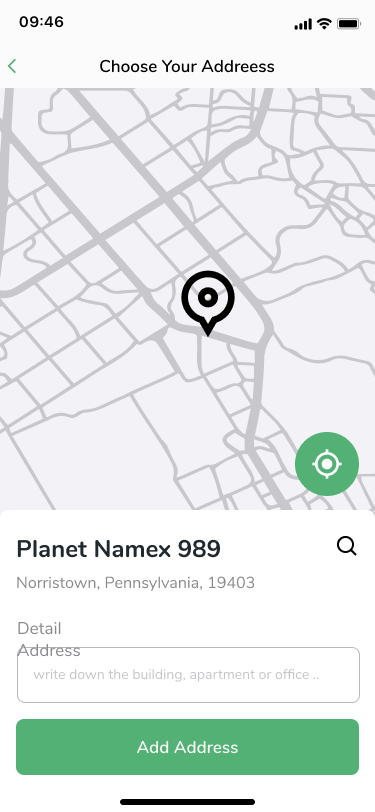 09:46
Choose Your Addreess
Planet Namex 989
Norristown, Pennsylvania, 19403
Detail
Address
write down the building, apartment or office ..
Add Address